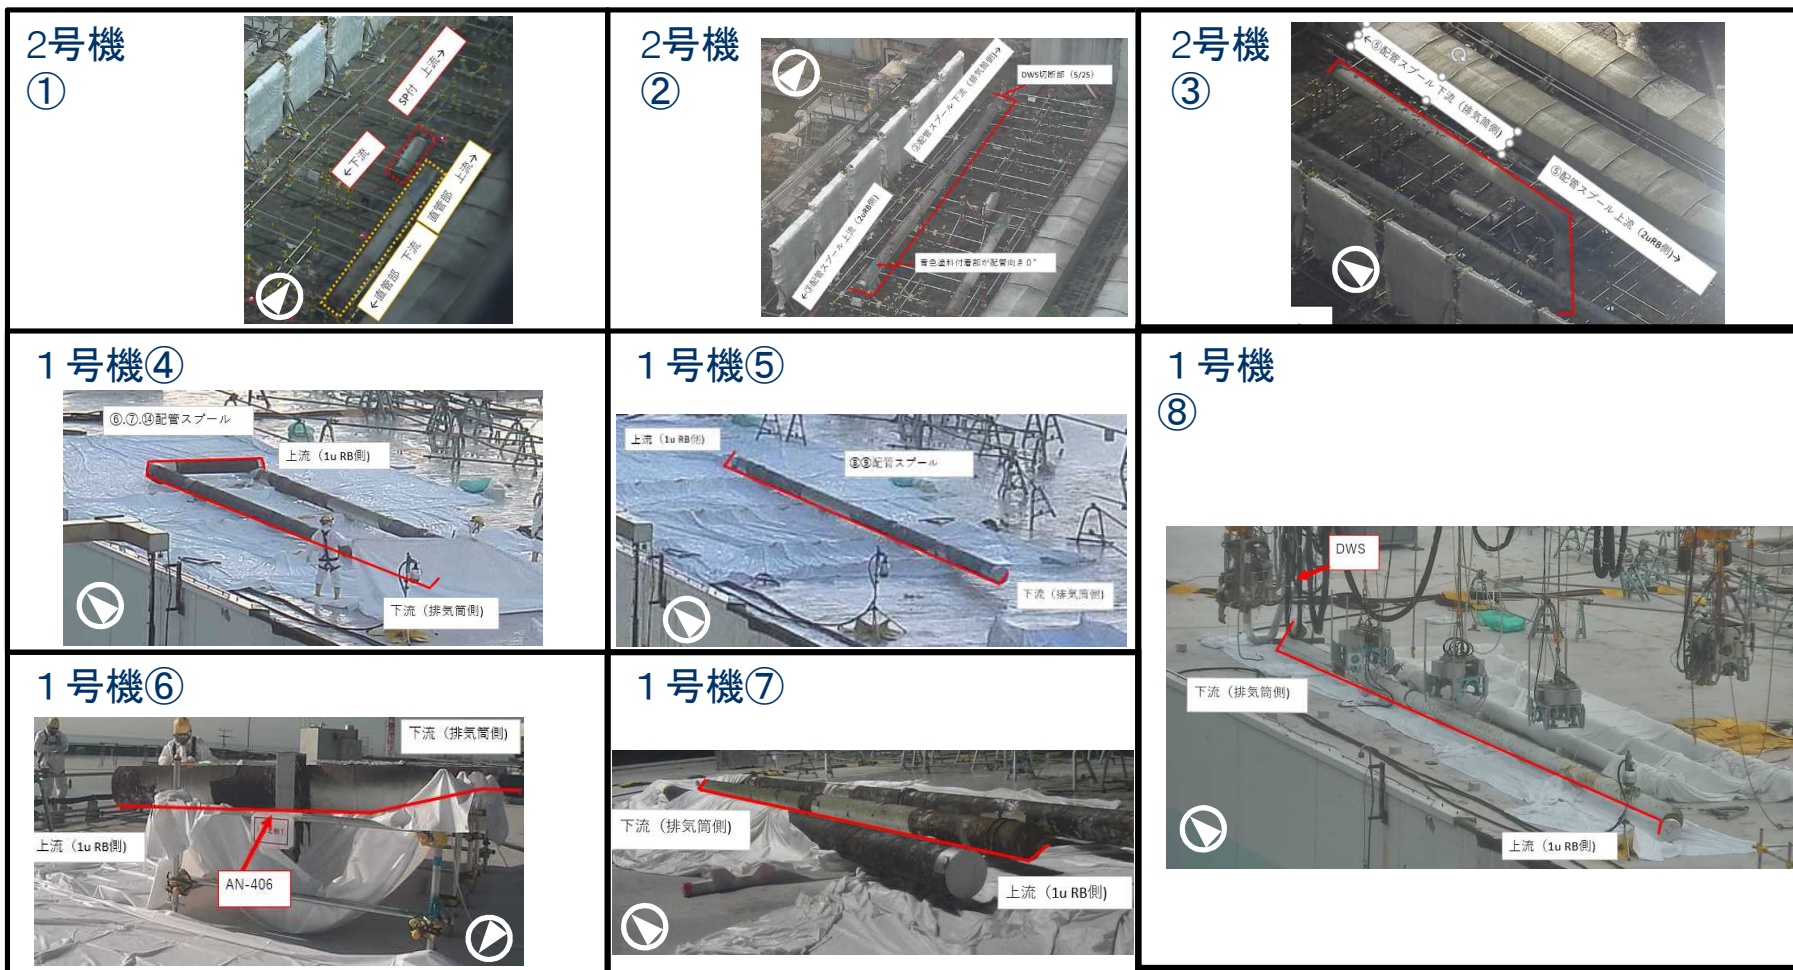 2号機
①
SP付 上流→
←下流
直管部 上流→
←直管部 下流
2号機
②
DWS切断部（5/25）
③配管スプール 下流（排気筒側)→
←③配管スプール 上流（2uRB側)
青色塗料付着部が配管向き０°
2号機
③
←⑤配管スプール 下流（排気筒側)
⑤配管スプール 上流（2uRB側)→
１号機④
⑥.⑦.⑭配管スプール
上流（1u RB側)
下流（排気筒側)
１号機⑤
上流（1u RB側)
⑧⑨配管スプール
下流（排気筒側)
１号機
⑧
DWS
下流（排気筒側)
上流（1u RB側)
１号機⑥
下流（排気筒側)
上流（1u RB側)
AN-406
１号機⑦
下流（排気筒側)
上流（1u RB側)